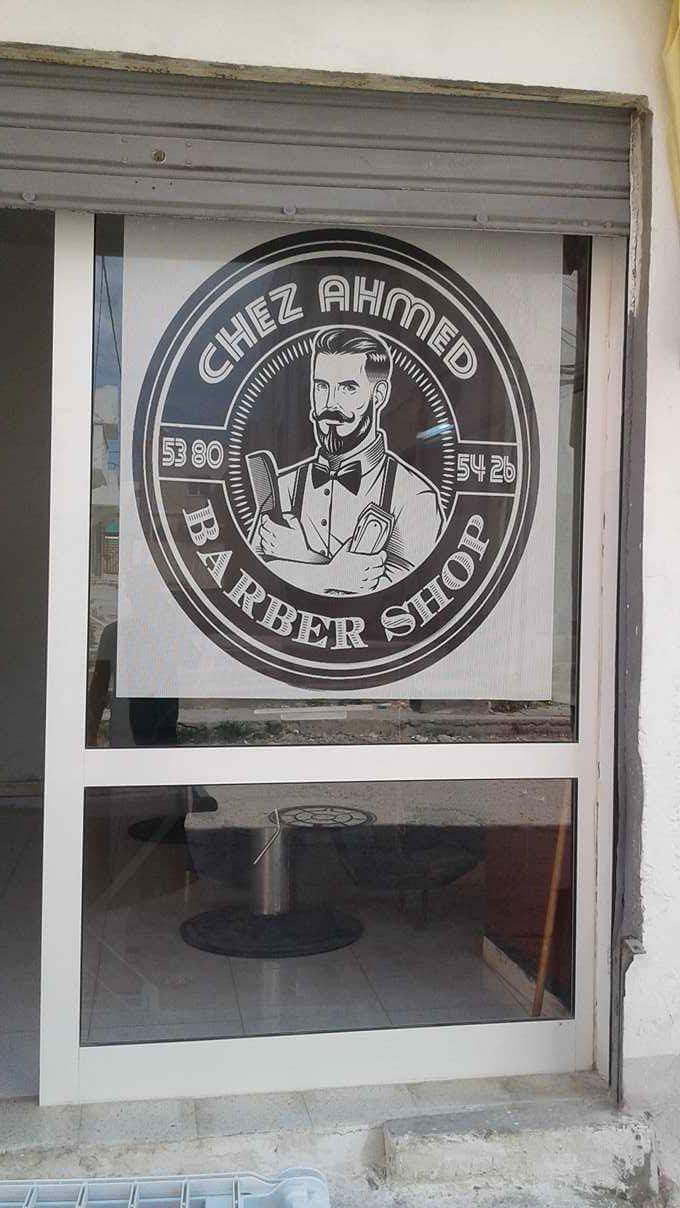 CHEZ AHMED
53 80
54 26
BARBER SHOP